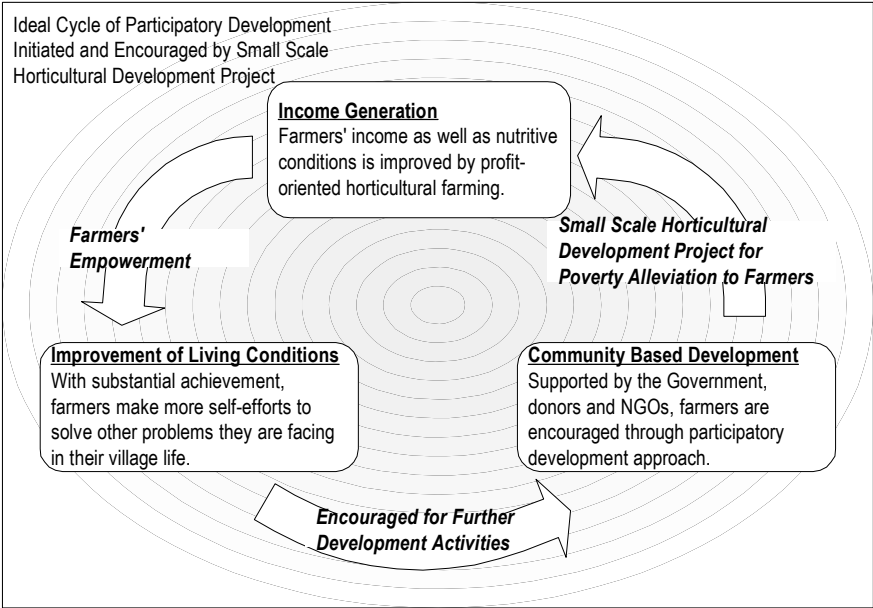 Ideal Cycle of Participatory Development
Initiated and Encouraged by Small Scale
Horticultural Development Project
Income Generation
Farmers' income as well as nutritive
conditions is improved by profit-
oriented horticultural farming.
Farmers'
Empowerment
Small Scale Horticultural
Development Project for
Poverty Alleviation to Farmers
Improvement of Living Conditions
With substantial achievement,
farmers make more self-efforts to
solve other problems they are facing
in their village life.
Community Based Development
Supported by the Government,
donors and NGOs, farmers are
encouraged through participatory
development approach.
Encouraged for Further
Development Activities